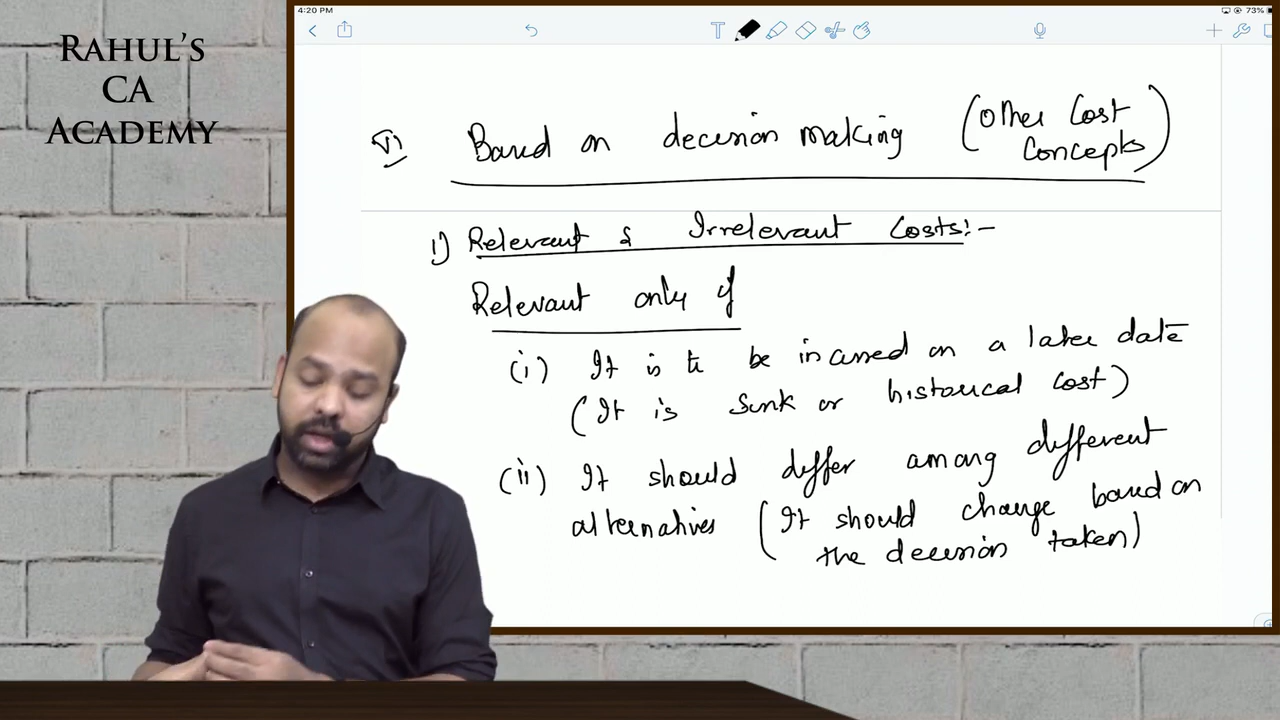 4:20 PM
73%
RAHUL'S
CA
ACADEMY
T
VI) Based on decision making (Other Cost
Concepts)
1) Relevant & Irrelevant Costs:-
Relevant only if
(i) It is to be incurred on a later date
(It is Sunk or historical cost)
(ii) It should differ among different
alternatives (It should change based on
the decision taken)